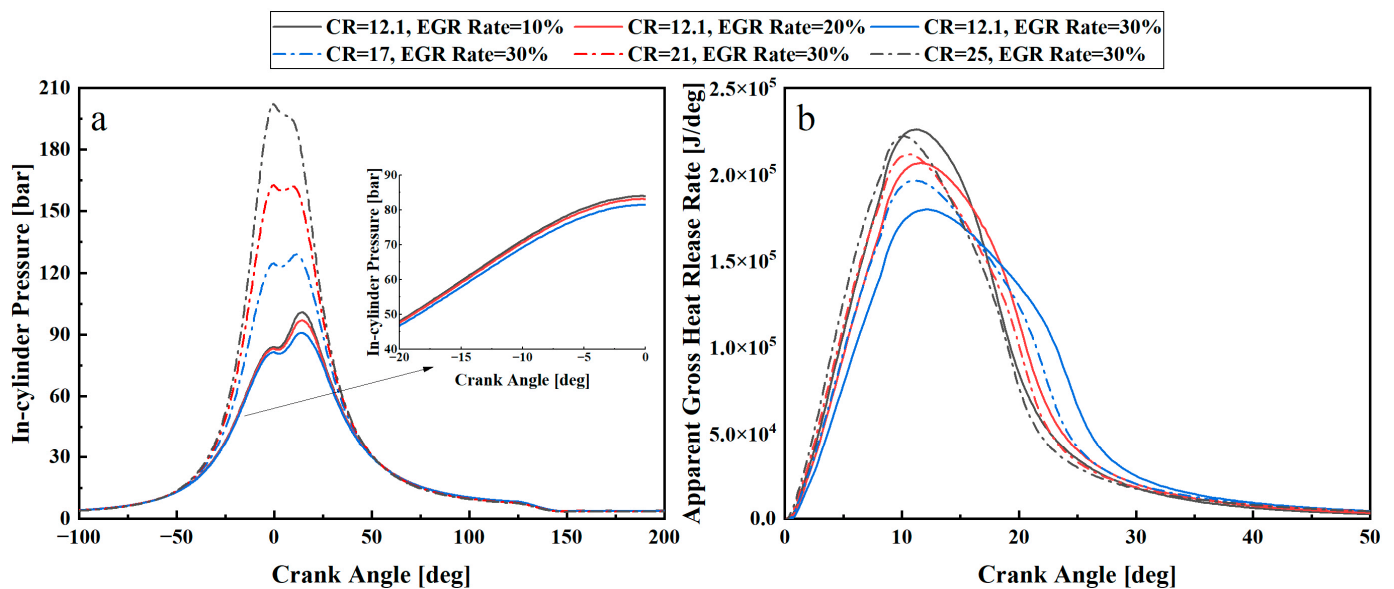 CR=12.1, EGR Rate=10% CR=12.1, EGR Rate=20% CR=12.1, EGR Rate=30%
CR=17, EGR Rate=30% CR=21, EGR Rate=30% CR=25, EGR Rate=30%
a
In-cylinder Pressure [bar]
210
180
150
120
90
60
30
0
−100 −50 0 50 100 150 200
Crank Angle [deg]
In-cylinder Pressure [bar]
90
80
70
60
50
40
−20 −15 −10 −5 0
Crank Angle [deg]
b
Apparent Gross Heat Rlease Rate [J/deg]
2.5×10⁵
2.0×10⁵
1.5×10⁵
1.0×10⁵
5.0×10⁴
0.0
0 10 20 30 40 50
Crank Angle [deg]